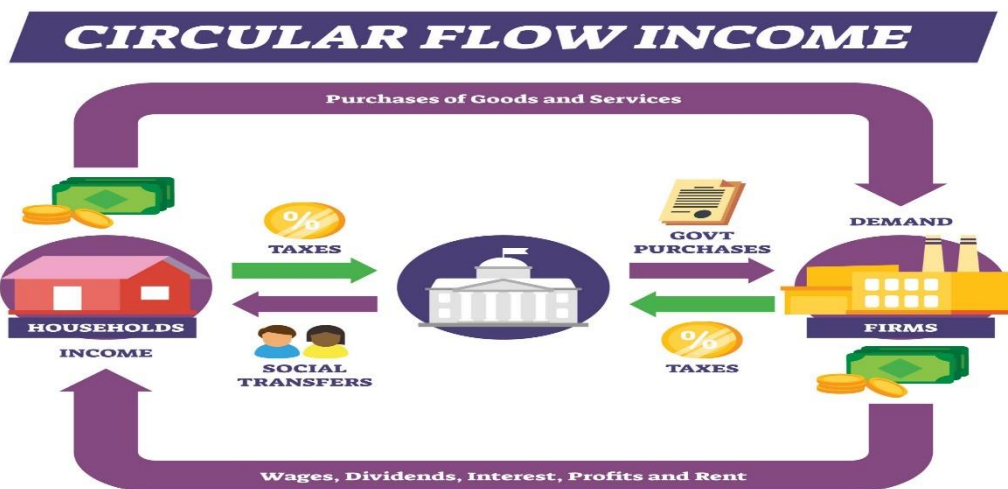 CIRCULAR FLOW INCOME
Purchases of Goods and Services
%
TAXES
GOVT
PURCHASES
DEMAND
HOUSEHOLDS
INCOME
SOCIAL
TRANSFERS
%
TAXES
FIRMS
Wages, Dividends, Interest, Profits and Rent